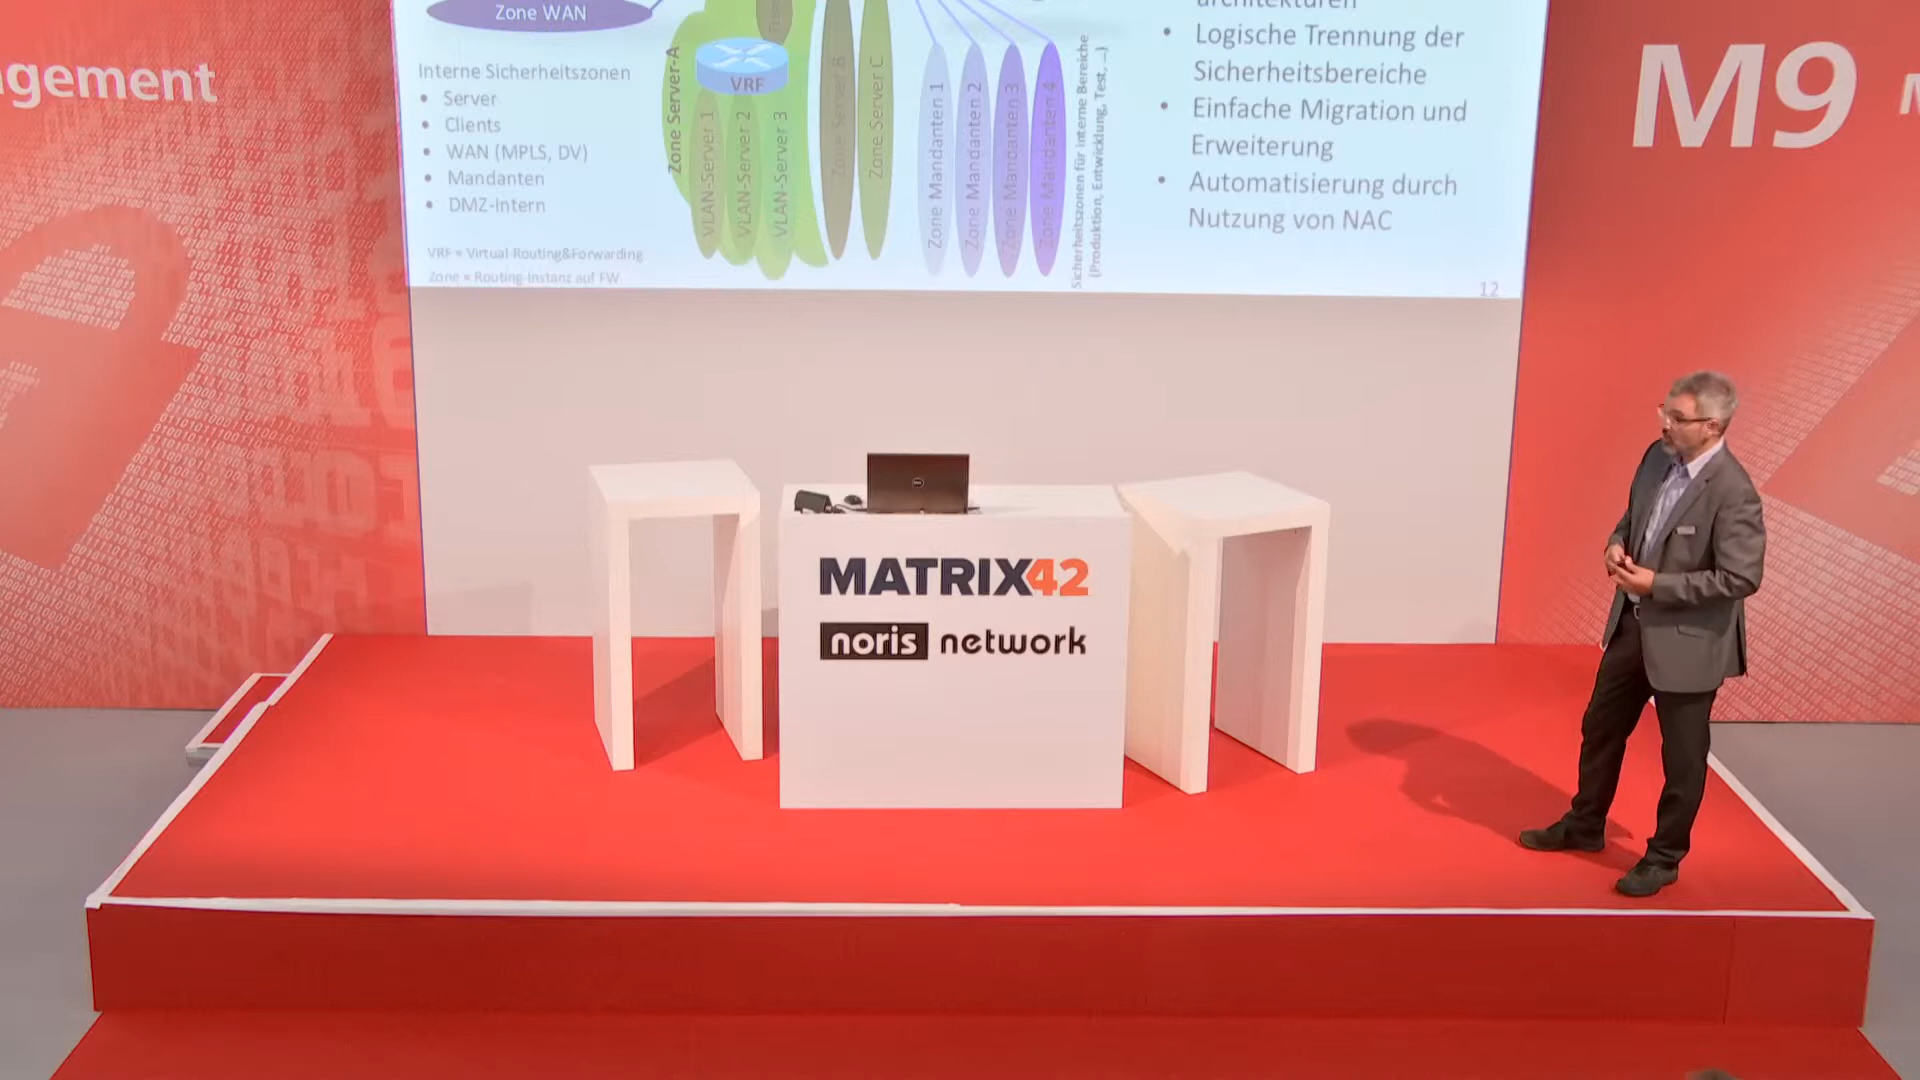 gement
M9
Zone WAN
Interne Sicherheitszonen
• Server
• Clients
• WAN (MPLS, DV)
• Mandanten
• DMZ-intern
VRF = Virtual Routing&Forwarding
Zone = Routing-Instanz auf FW
Zone Server-A
VRF
VLAN-Server 1
VLAN-Server 2
VLAN-Server 3
Zone Server B
Zone Server C
Zone Mandanten 1
Zone Mandanten 2
Zone Mandanten 3
Zone Mandanten 4
Sicherheitszonen für interne Bereiche
(Produktion, Entwicklung, Test, ...)
architekturen
• Logische Trennung der
Sicherheitsbereiche
• Einfache Migration und
Erweiterung
• Automatisierung durch
Nutzung von NAC
12
MATRIX42
noris network